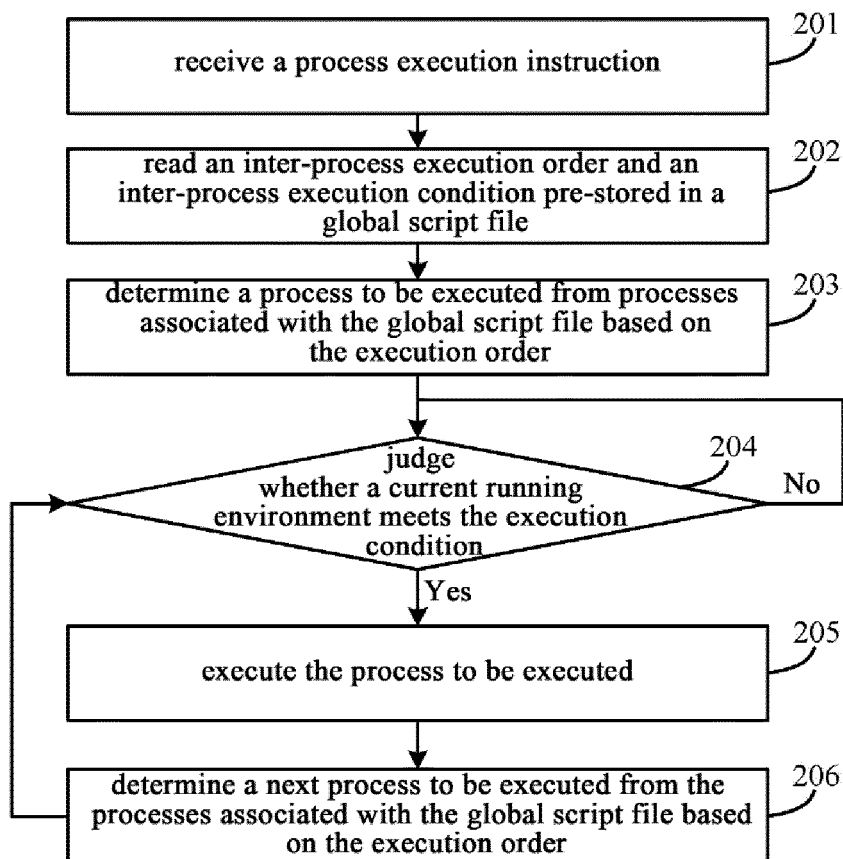 201
receive a process execution instruction
202
read an inter-process execution order and an
inter-process execution condition pre-stored in a
global script file
203
determine a process to be executed from processes
associated with the global script file based on
the execution order
204
judge
whether a current running
environment meets the execution
condition
No
Yes
205
execute the process to be executed
206
determine a next process to be executed from the
processes associated with the global script file based
on the execution order